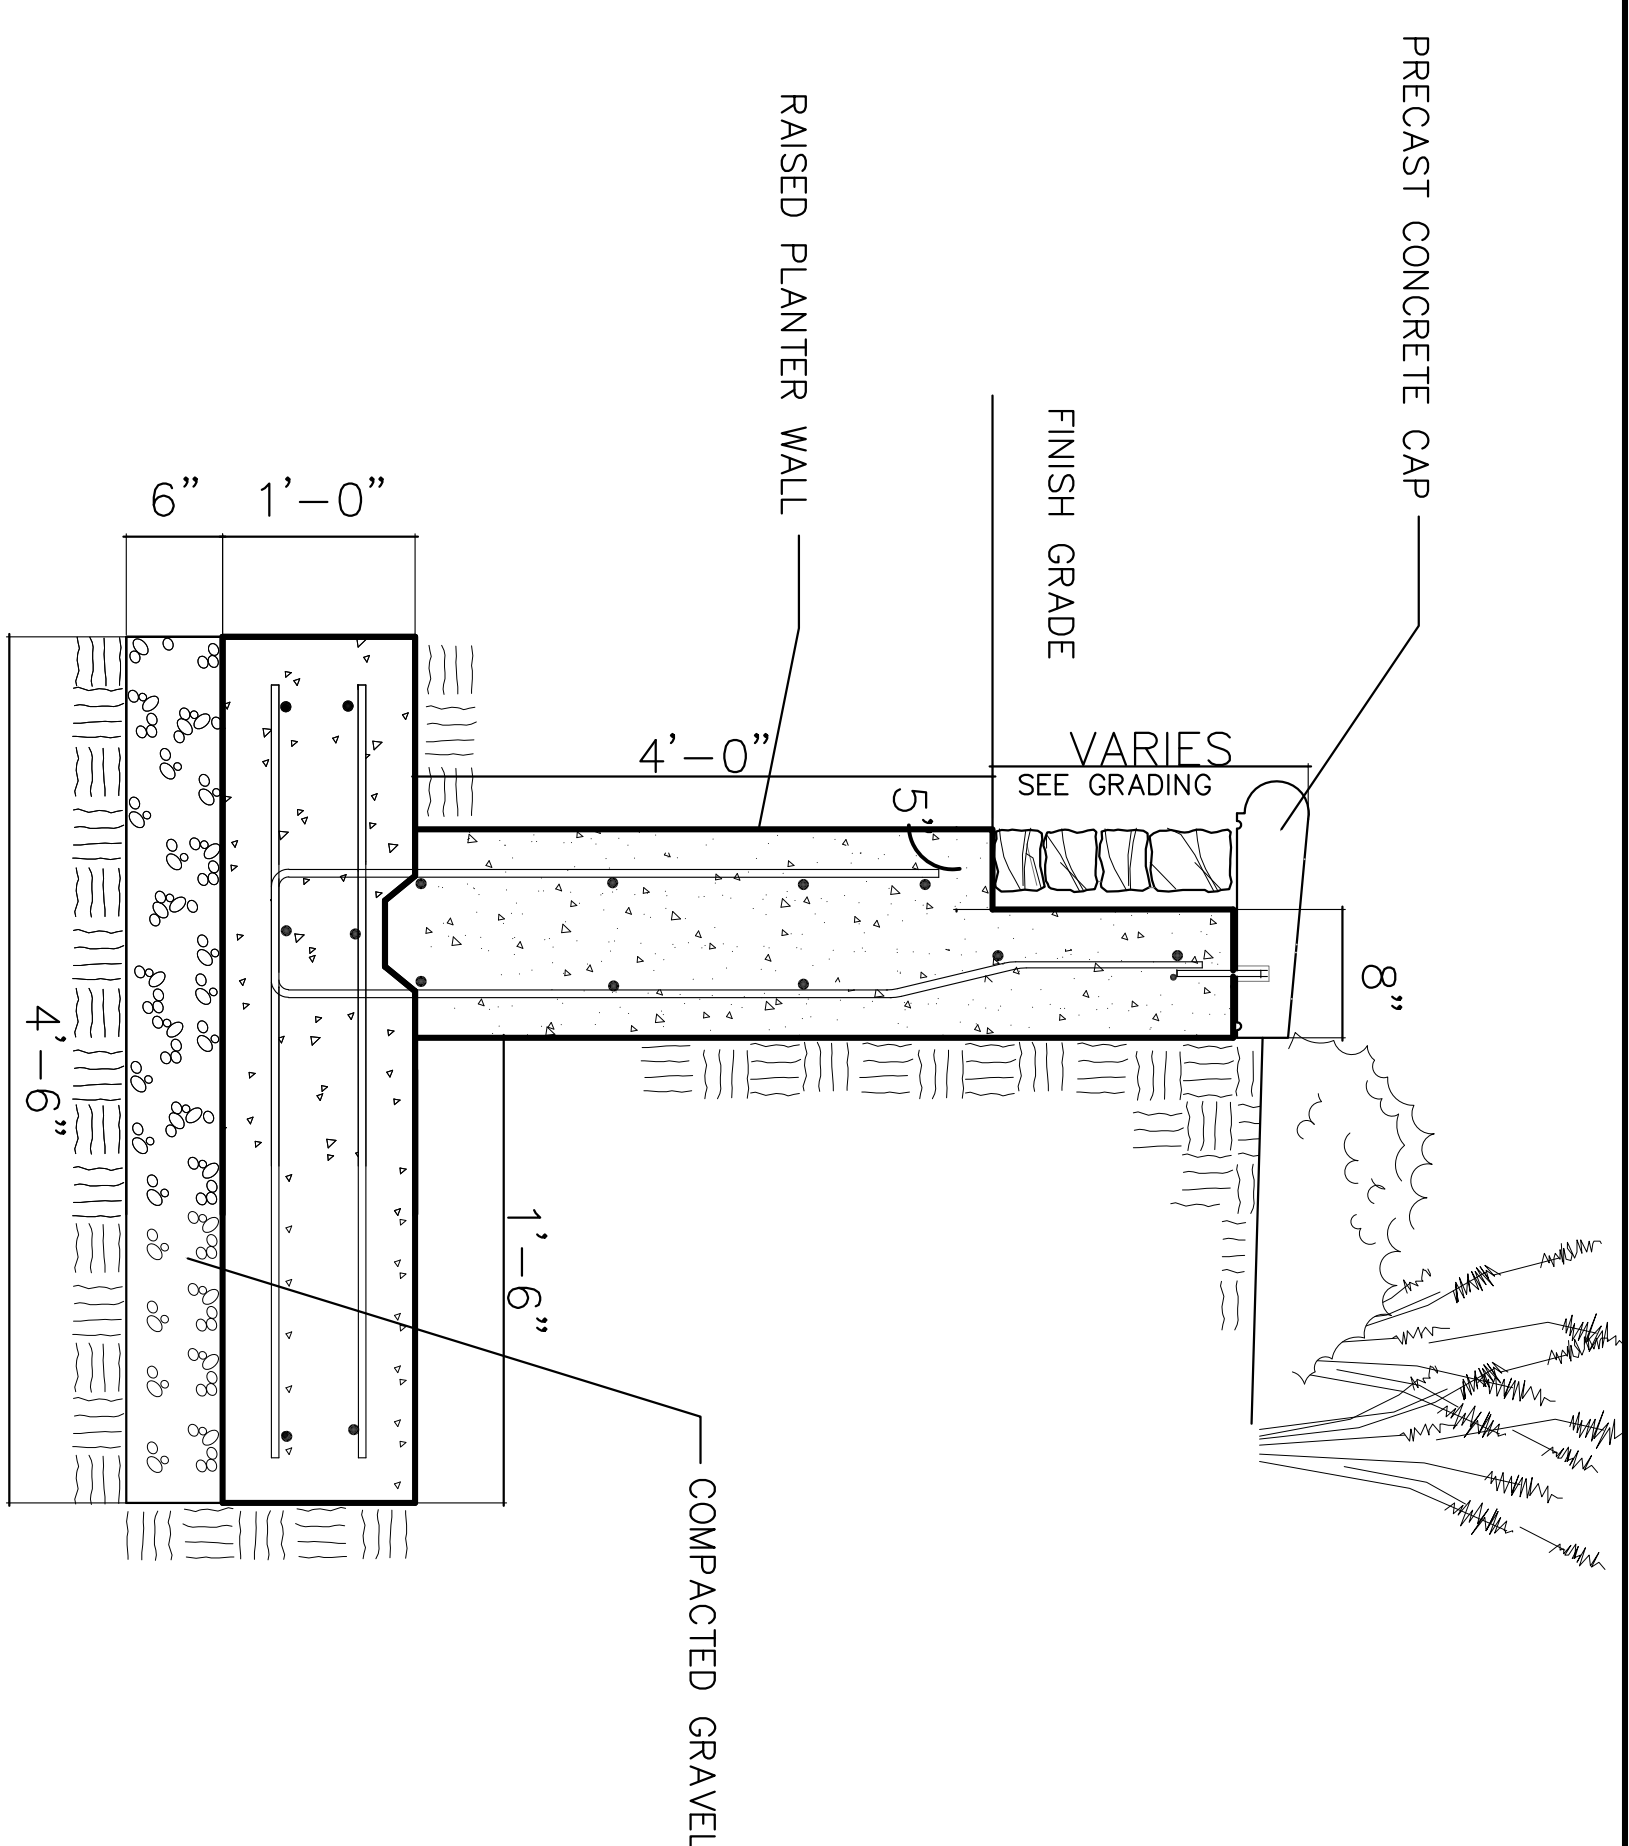 PRECAST CONCRETE CAP
FINISH GRADE
VARIES
SEE GRADING
8"
RAISED PLANTER WALL
4'-0"
5"
6"
1'-0"
1'-6"
4'-6"
COMPACTED GRAVEL